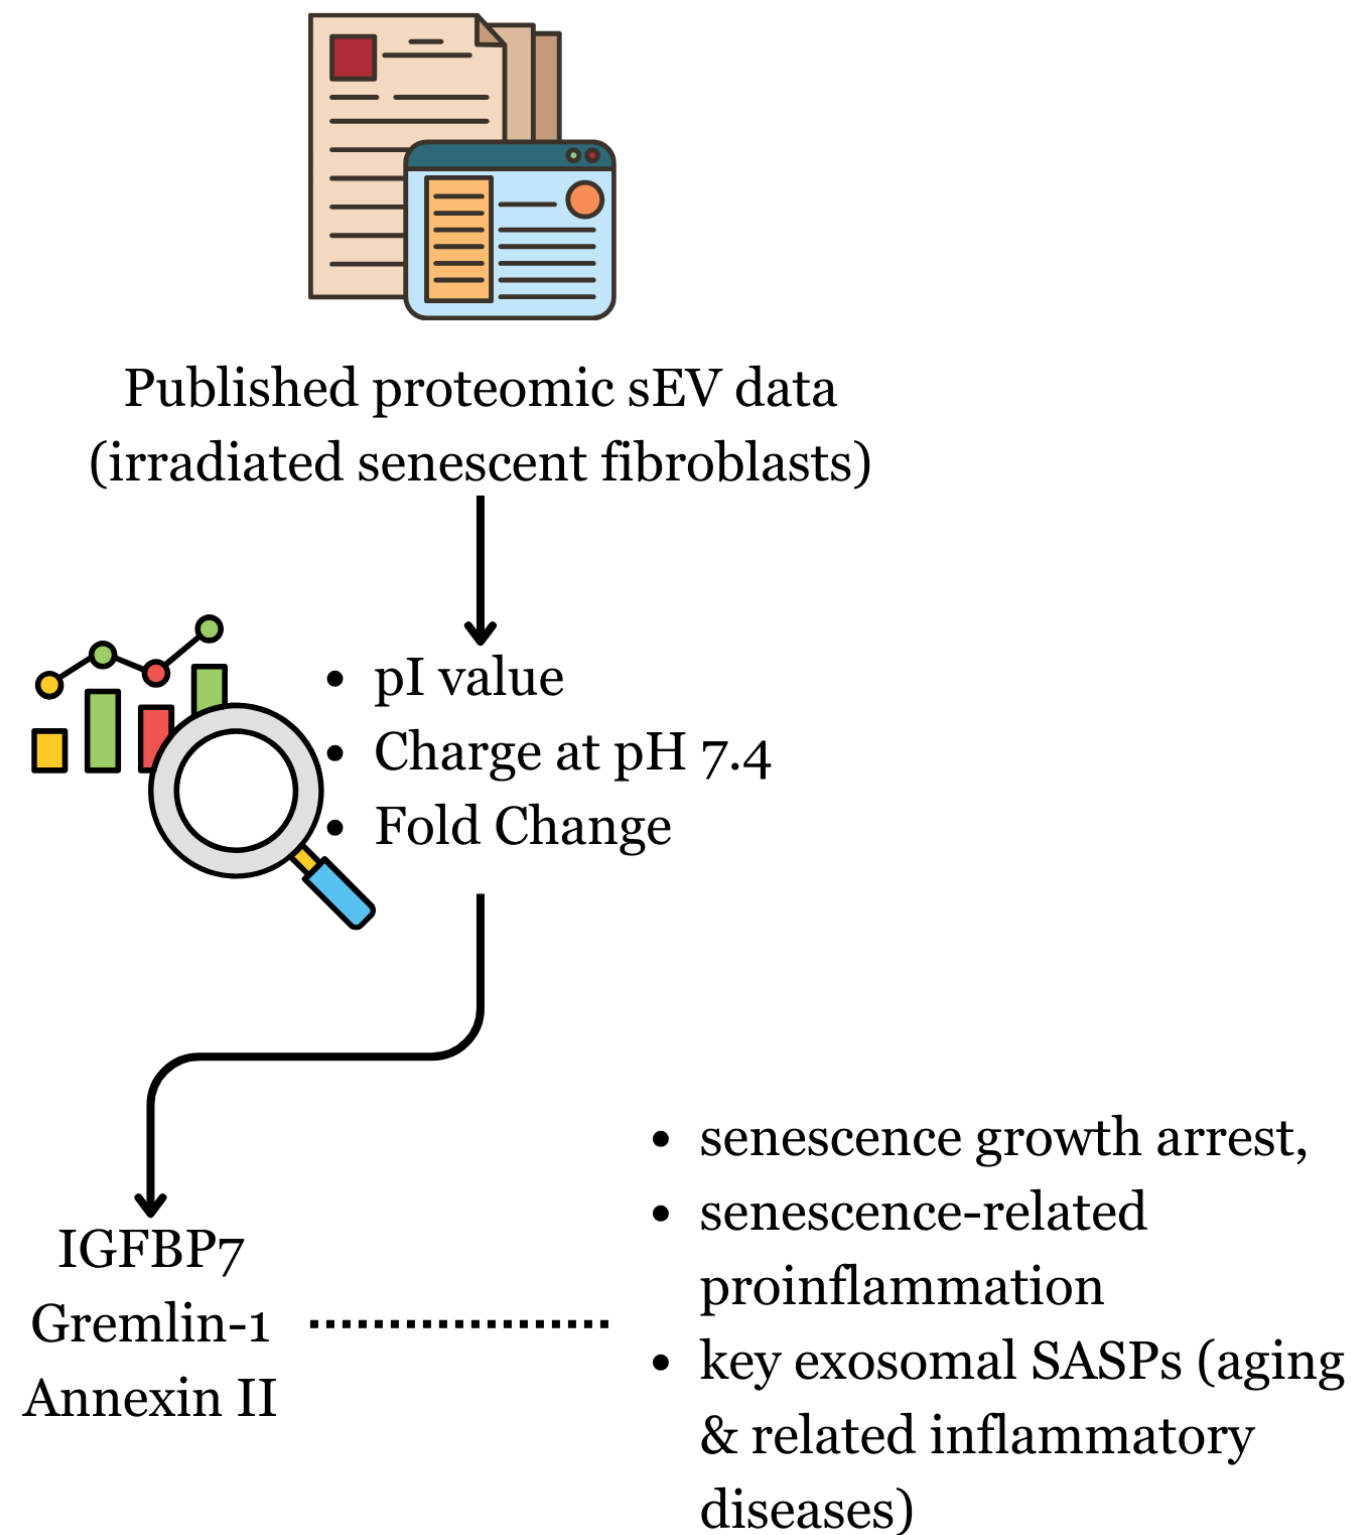 Published proteomic sEV data
(irradiated senescent fibroblasts)
• pI value
• Charge at pH 7.4
• Fold Change
IGFBP7
Gremlin-1
Annexin II
• senescence growth arrest,
• senescence-related
proinflammation
• key exosomal SASPs (aging
& related inflammatory
diseases)